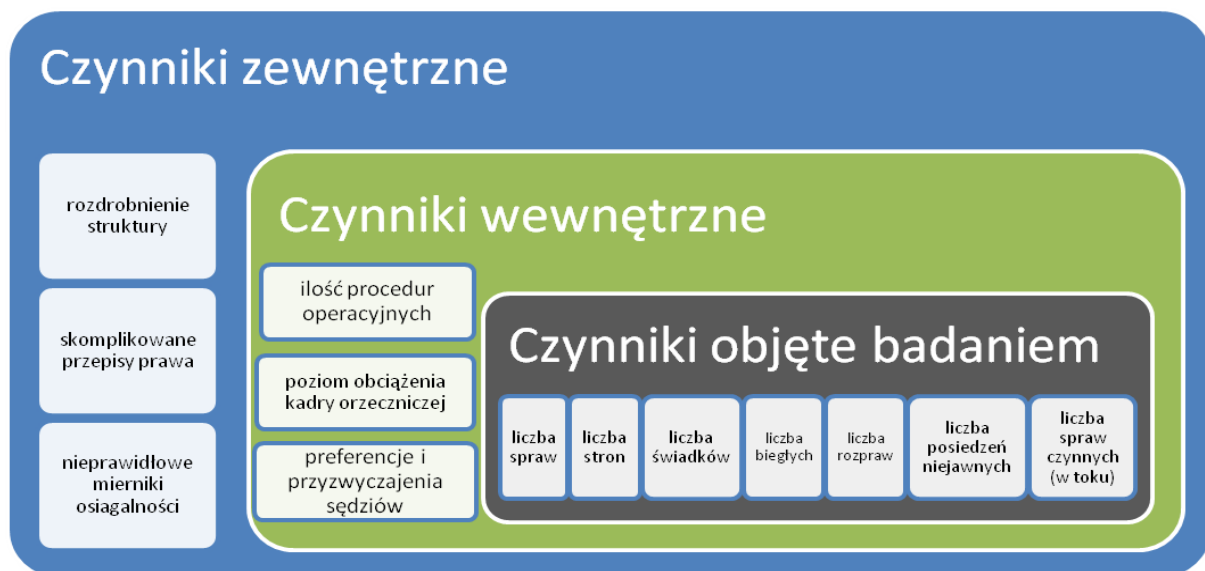 Czynniki zewnętrzne
rozdrobnienie
struktury
skomplikowane
przepisy prawa
nieprawidłowe
mierniki
osiagalności
Czynniki wewnętrzne
ilość procedur
operacyjnych
poziom obciążenia
kadry orzeczniczej
preferencje i
przyzwyczajenia
sędziów
Czynniki objęte badaniem
liczba
spraw
liczba
stron
liczba
świadków
liczba
biegłych
liczba
rozpraw
liczba
posiedzeń
niejawnych
liczba
spraw
czynnych
(w toku)